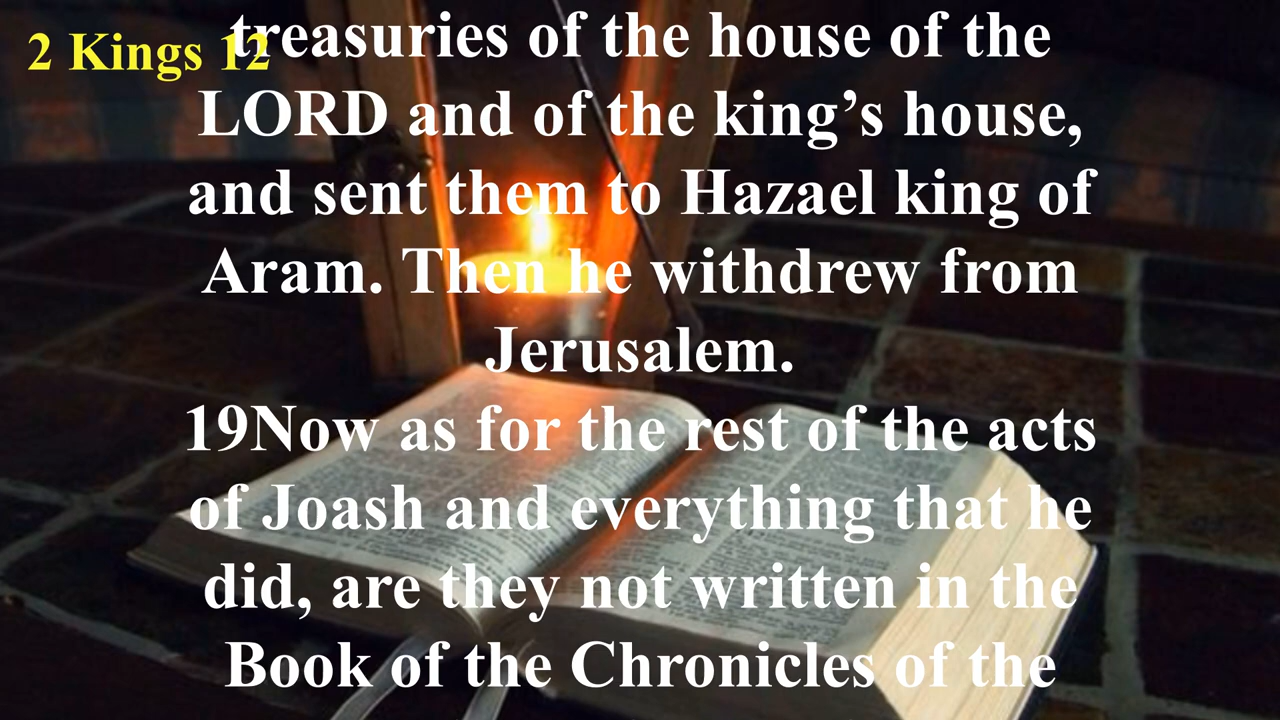 2 Kings 12
treasuries of the house of the
LORD and of the king’s house,
and sent them to Hazael king of
Aram. Then he withdrew from
Jerusalem.
19Now as for the rest of the acts
of Joash and everything that he
did, are they not written in the
Book of the Chronicles of the